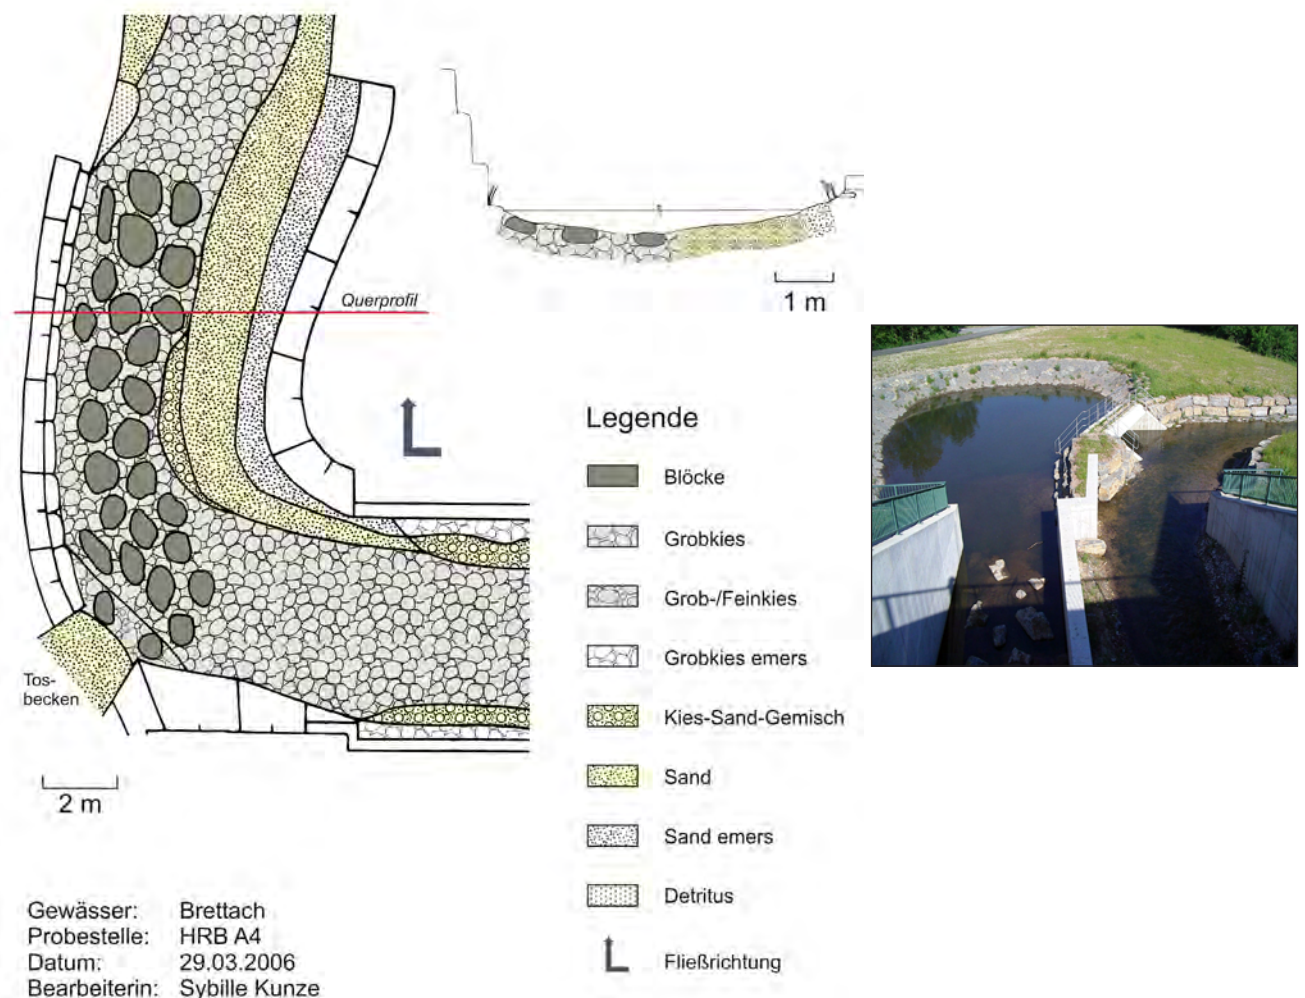 Querprofil
1 m
Tos-
becken
2 m
Legende
Blöcke
Grobkies
Grob-/Feinkies
Grobkies emers
Kies-Sand-Gemisch
Sand
Sand emers
Detritus
Fließrichtung
Gewässer: Brettach
Probestelle: HRB A4
Datum: 29.03.2006
Bearbeiterin: Sybille Kunze